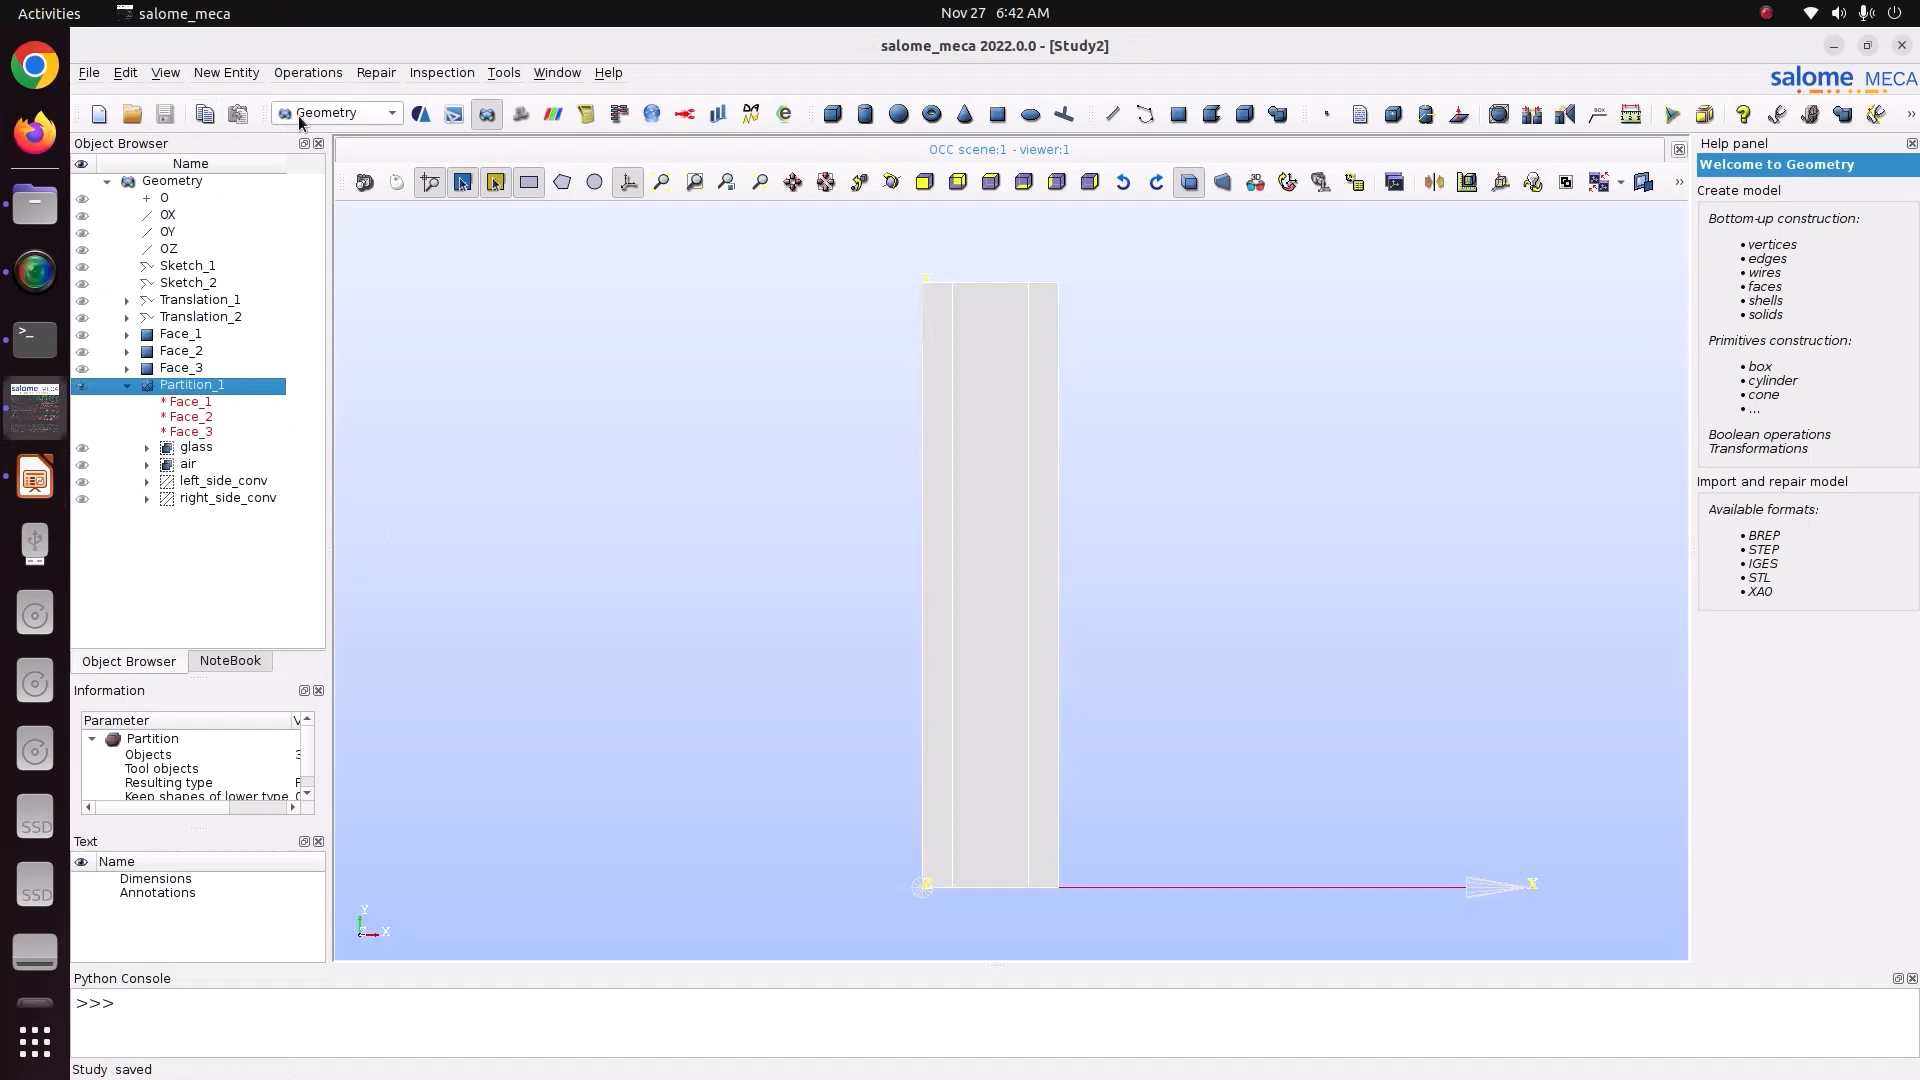 Activities
salome_meca
Nov 27 6:42 AM
salome_meca 2022.0.0 - [Study2]
File Edit View New Entity Operations Repair Inspection Tools Window Help
salome MECA
Geometry
Object Browser
Name
Geometry
O
OX
OY
OZ
Sketch_1
Sketch_2
Translation_1
Translation_2
Face_1
Face_2
Face_3
Partition_1
* Face_1
* Face_2
* Face_3
glass
air
left_side_conv
right_side_conv
Object Browser
NoteBook
Information
Parameter
Partition
Objects
Tool objects
Resulting type
Keep shapes of lower type
Text
Name
Dimensions
Annotations
OCC scene:1 - viewer:1
Z
X
Y
Z
X
Help panel
Welcome to Geometry
Create model
Bottom-up construction:
• vertices
• edges
• wires
• faces
• shells
• solids
Primitives construction:
• box
• cylinder
• cone
• ...
Boolean operations
Transformations
Import and repair model
Available formats:
• BREP
• STEP
• IGES
• STL
• XAO
Python Console
>>>
Study saved
SSD
SSD